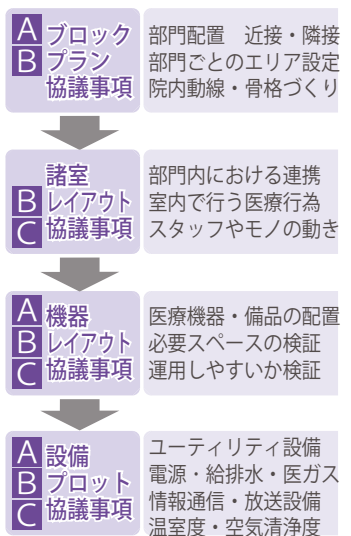 A ブロック
B プラン
協議事項
部門配置　近接・隣接
部門ごとのエリア設定
院内動線・骨格づくり
諸室
B レイアウト
C 協議事項
部門内における連携
室内で行う医療行為
スタッフやモノの動き
A 機器
B レイアウト
C 協議事項
医療機器・備品の配置
必要スペースの検証
運用しやすいか検証
A 設備
B プロット
C 協議事項
ユーティリティ設備
電源・給排水・医ガス
情報通信・放送設備
温室度・空気清浄度